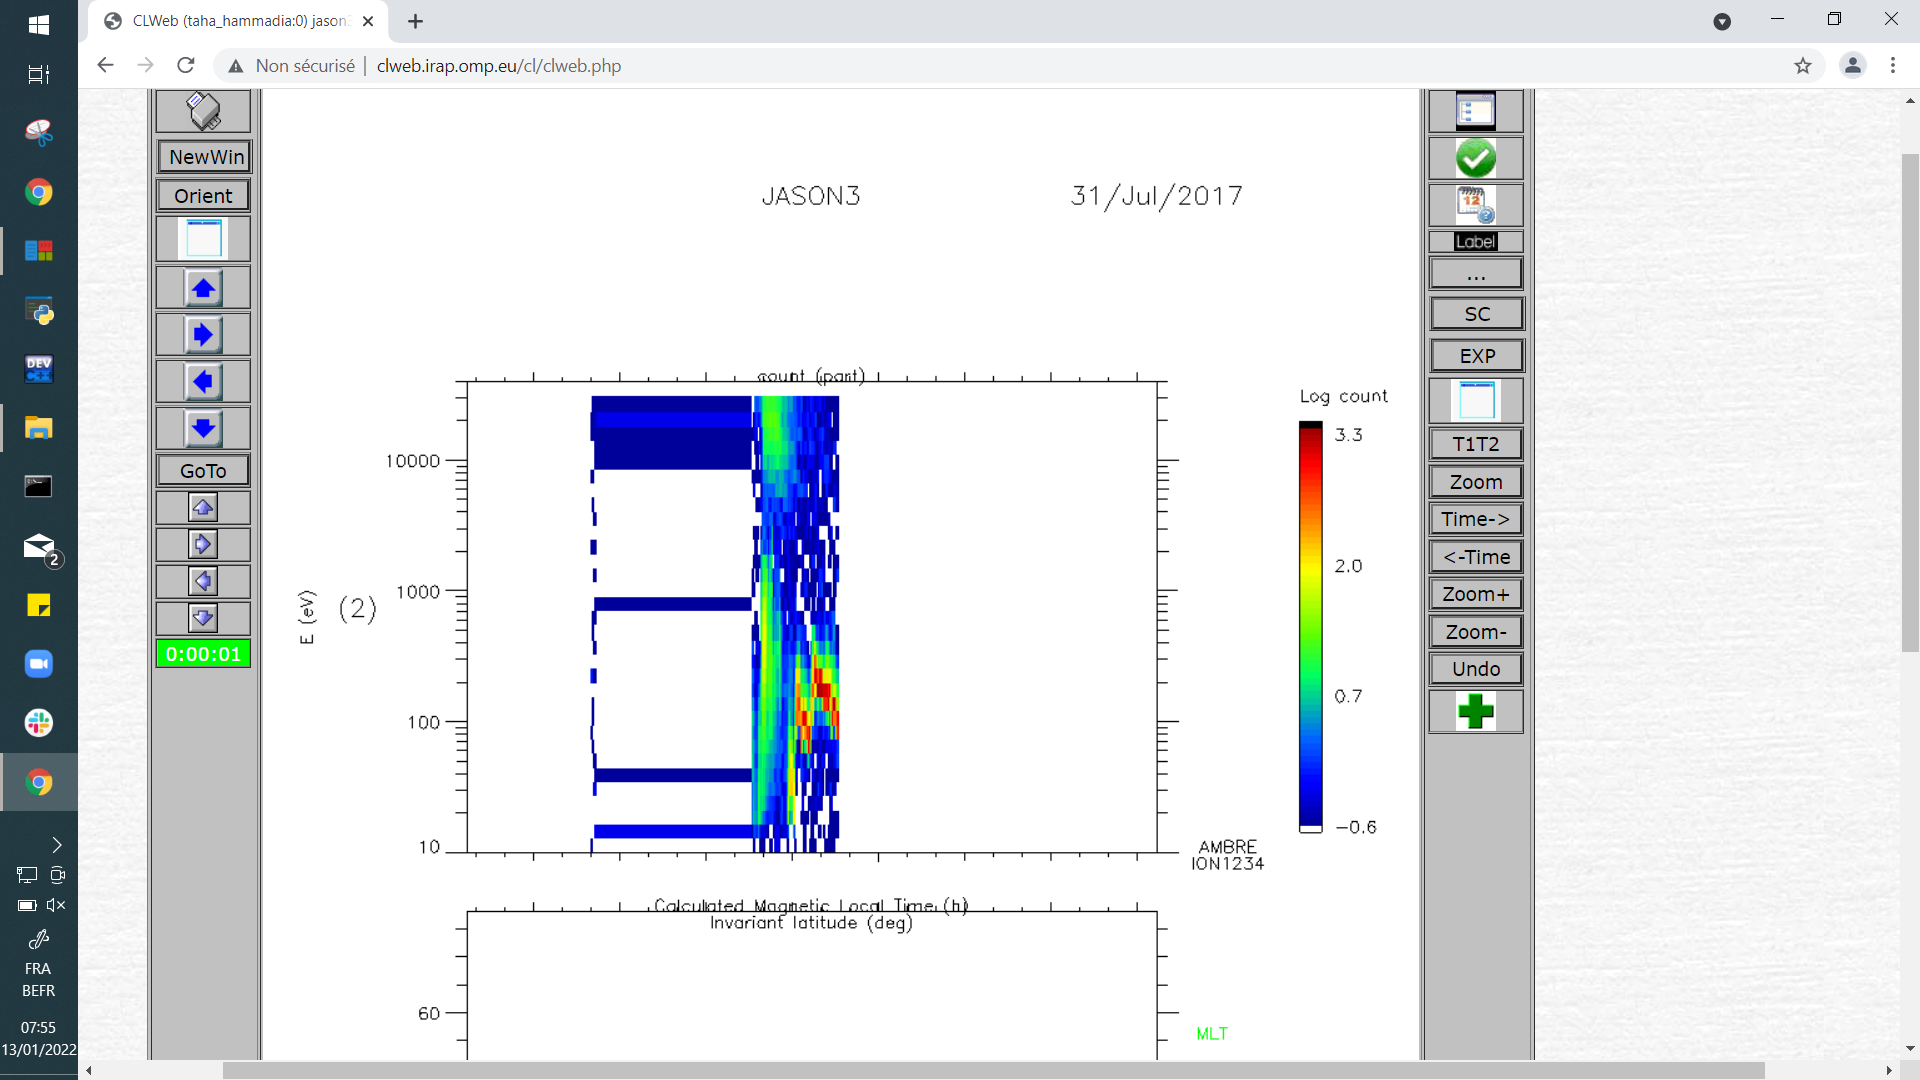 CLWeb (taha_hammadia:0) jason3
Non sécurisé | clweb.irap.omp.eu/cl/clweb.php
NewWin
Orient
GoTo
0:00:01
JASON3
31/Jul/2017
count (part)
Log count
3.3
2.0
0.7
-0.6
10000
1000
100
10
E (eV)
(2)
AMBRE
ION1234
Calculated Magnetic Local Time (h)
Invariant latitude (deg)
60
MLT
12
Label
...
SC
EXP
T1T2
Zoom
Time->
<-Time
Zoom+
Zoom-
Undo
DEV
C++
2
FRA
BEFR
07:55
13/01/2022